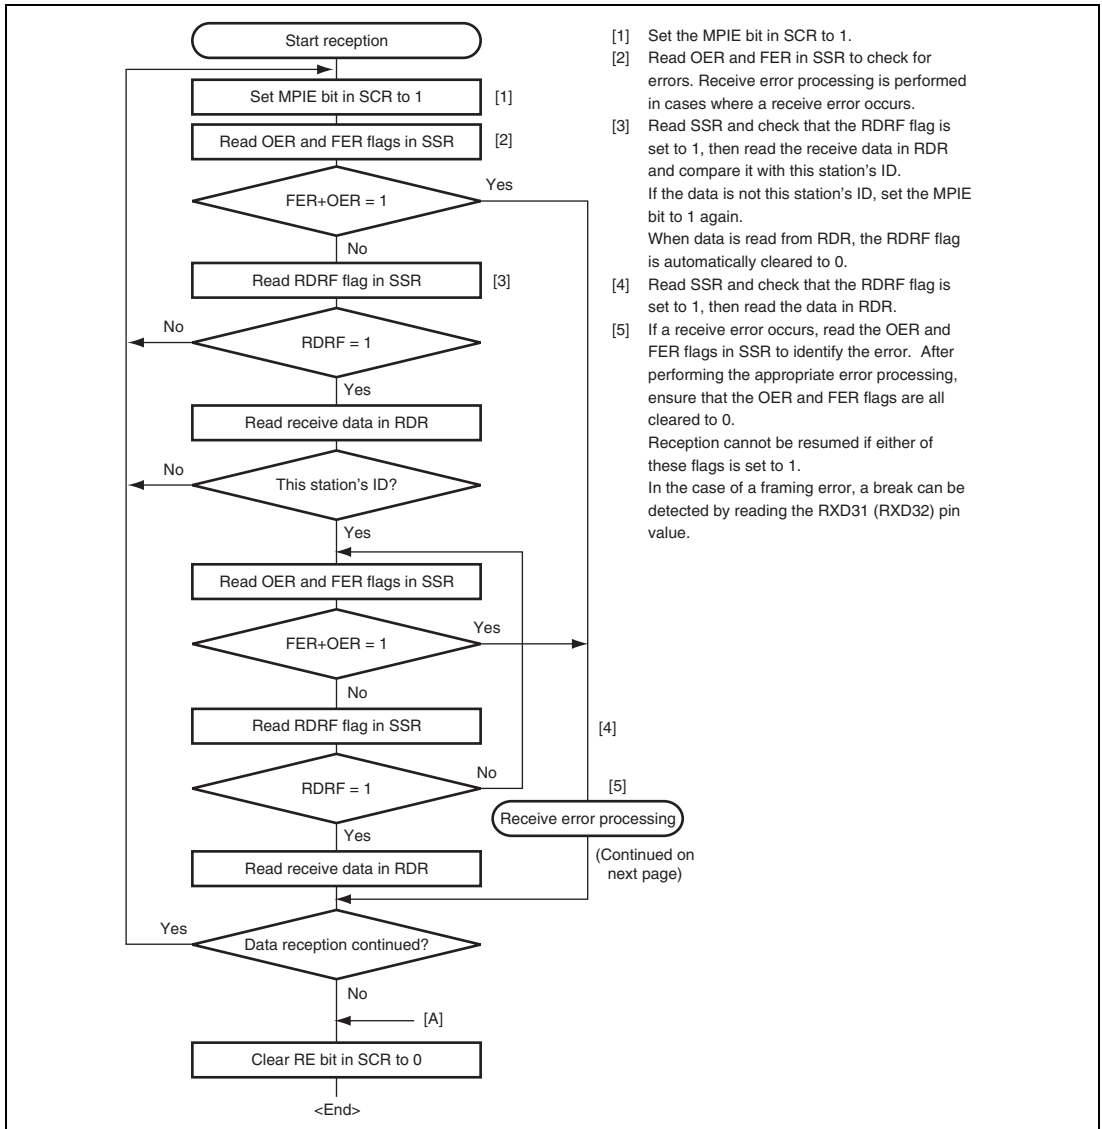 Start reception
Set MPIE bit in SCR to 1
[1]
Read OER and FER flags in SSR
[2]
FER+OER = 1
Yes
No
Read RDRF flag in SSR
[3]
No
RDRF = 1
Yes
Read receive data in RDR
No
This station's ID?
Yes
Read OER and FER flags in SSR
FER+OER = 1
Yes
No
Read RDRF flag in SSR
[4]
RDRF = 1
No
[5]
Receive error processing
Yes
(Continued on
next page)
Read receive data in RDR
Yes
Data reception continued?
No
[A]
Clear RE bit in SCR to 0
<End>
[1] Set the MPIE bit in SCR to 1.
[2] Read OER and FER in SSR to check for
errors. Receive error processing is performed
in cases where a receive error occurs.
[3] Read SSR and check that the RDRF flag is
set to 1, then read the receive data in RDR
and compare it with this station's ID.
If the data is not this station's ID, set the MPIE
bit to 1 again.
When data is read from RDR, the RDRF flag
is automatically cleared to 0.
[4] Read SSR and check that the RDRF flag is
set to 1, then read the data in RDR.
[5] If a receive error occurs, read the OER and
FER flags in SSR to identify the error.  After
performing the appropriate error processing,
ensure that the OER and FER flags are all
cleared to 0.
Reception cannot be resumed if either of
these flags is set to 1.
In the case of a framing error, a break can be
detected by reading the RXD31 (RXD32) pin
value.